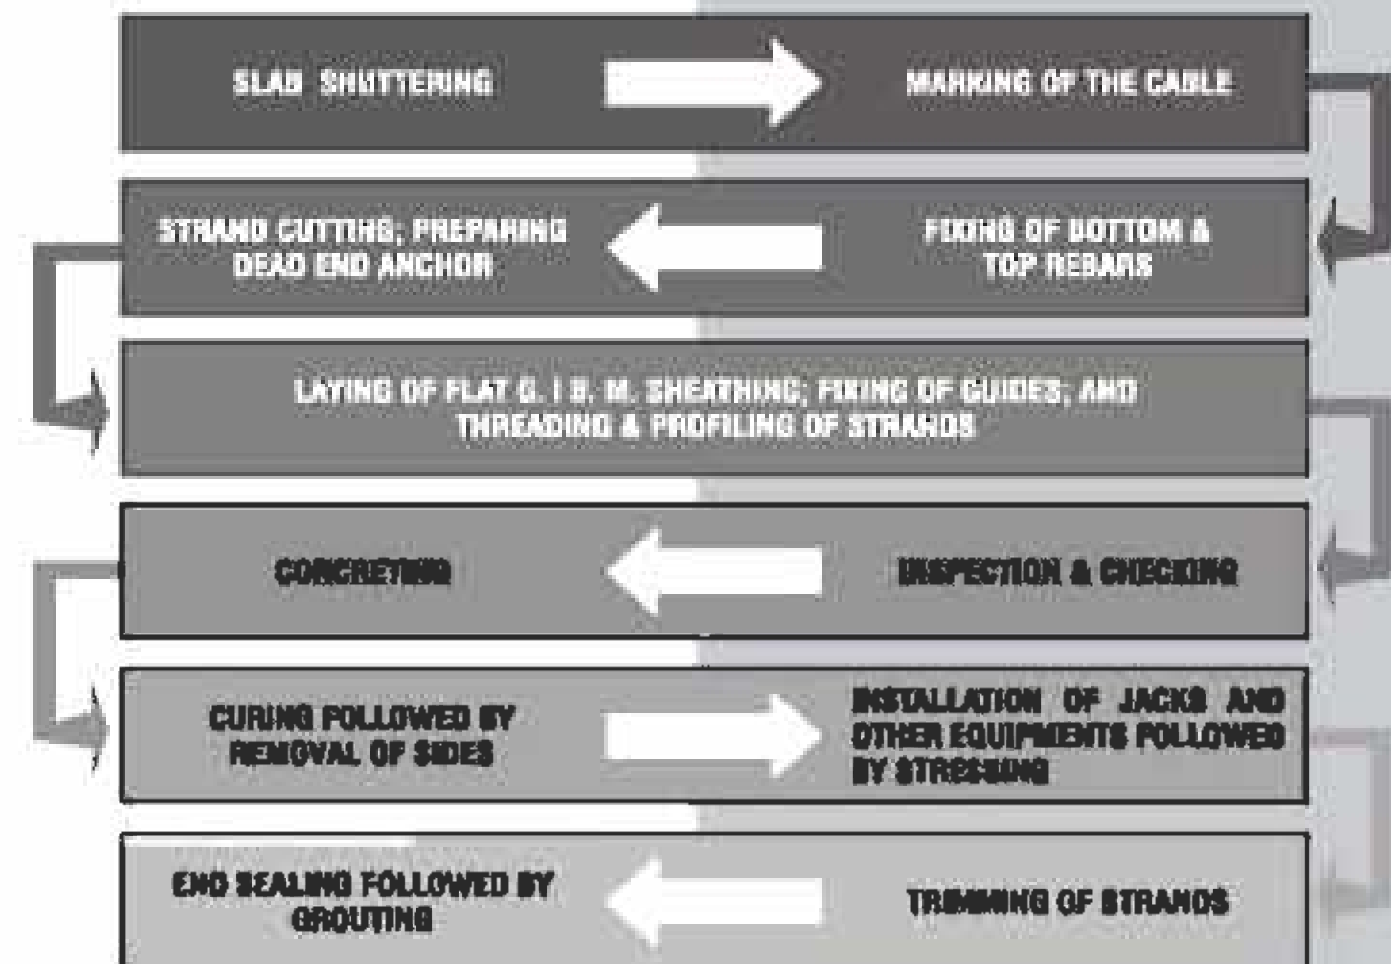 SLAB SHUTTERING
MARKING OF THE CABLE
STRAND CUTTING; PREPARING
DEAD END ANCHOR
FIXING OF BOTTOM &
TOP REBARS
LAYING OF FLAT G. I B. M. SHEATHING; FIXING OF GUIDES; AND
THREADING & PROFILING OF STRANDS
CONCRETING
INSPECTION & CHECKING
CURING FOLLOWED BY
REMOVAL OF SIDES
INSTALLATION OF JACKS AND
OTHER EQUIPMENTS FOLLOWED
BY STRESSING
END SEALING FOLLOWED BY
GROUTING
TRIMMING OF STRANDS